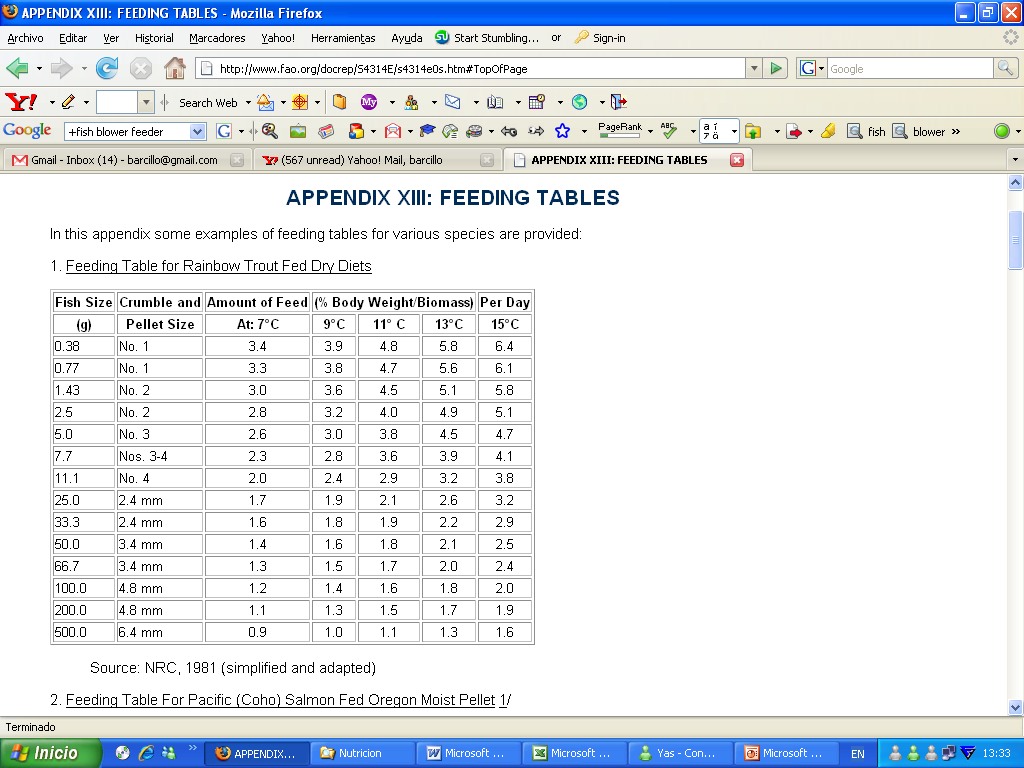 APPENDIX XIII: FEEDING TABLES - Mozilla Firefox
Archivo Editar Ver Historial Marcadores Yahoo! Herramientas Ayuda Start Stumbling... or Sign-in
http://www.fao.org/docrep/S4314E/s4314e0s.htm#TopOfPage G Google
Y! Search Web My
Google +fish blower feeder G PageRank ABC fish blower »
Gmail - Inbox (14) - barcillo@gmail.com Y! (567 unread) Yahoo! Mail, barcillo APPENDIX XIII: FEEDING TABLES
APPENDIX XIII: FEEDING TABLES
In this appendix some examples of feeding tables for various species are provided:
1. Feeding Table for Rainbow Trout Fed Dry Diets
Fish Size Crumble and Amount of Feed (% Body Weight/Biomass) Per Day
(g) Pellet Size At: 7°C 9°C 11° C 13°C 15°C
0.38 No. 1 3.4 3.9 4.8 5.8 6.4
0.77 No. 1 3.3 3.8 4.7 5.6 6.1
1.43 No. 2 3.0 3.6 4.5 5.1 5.8
2.5 No. 2 2.8 3.2 4.0 4.9 5.1
5.0 No. 3 2.6 3.0 3.8 4.5 4.7
7.7 Nos. 3-4 2.3 2.8 3.6 3.9 4.1
11.1 No. 4 2.0 2.4 2.9 3.2 3.8
25.0 2.4 mm 1.7 1.9 2.1 2.6 3.2
33.3 2.4 mm 1.6 1.8 1.9 2.2 2.9
50.0 3.4 mm 1.4 1.6 1.8 2.1 2.5
66.7 3.4 mm 1.3 1.5 1.7 2.0 2.4
100.0 4.8 mm 1.2 1.4 1.6 1.8 2.0
200.0 4.8 mm 1.1 1.3 1.5 1.7 1.9
500.0 6.4 mm 0.9 1.0 1.1 1.3 1.6
Source: NRC, 1981 (simplified and adapted)
2. Feeding Table For Pacific (Coho) Salmon Fed Oregon Moist Pellet 1/
Terminado
Inicio » APPENDIX... Nutricion Microsoft ... Microsoft ... Yas - Con... Microsoft ... EN 13:33